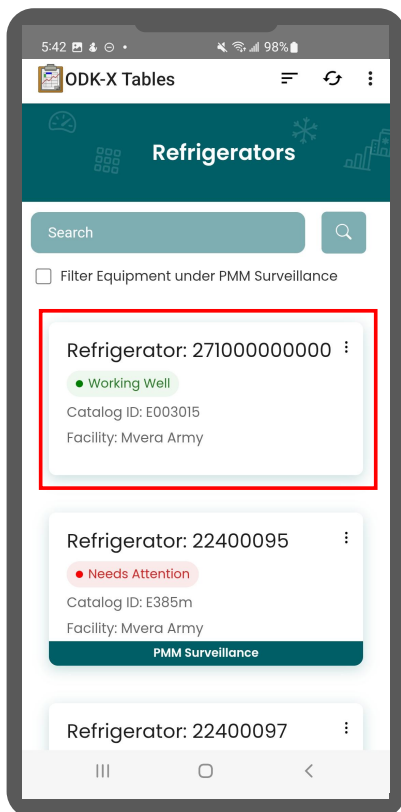 5:42 98%
ODK-X Tables
Refrigerators
Search
Filter Equipment under PMM Surveillance
Refrigerator: 271000000000
Working Well
Catalog ID: E003015
Facility: Mvera Army
Refrigerator: 22400095
Needs Attention
Catalog ID: E385m
Facility: Mvera Army
PMM Surveillance
Refrigerator: 22400097